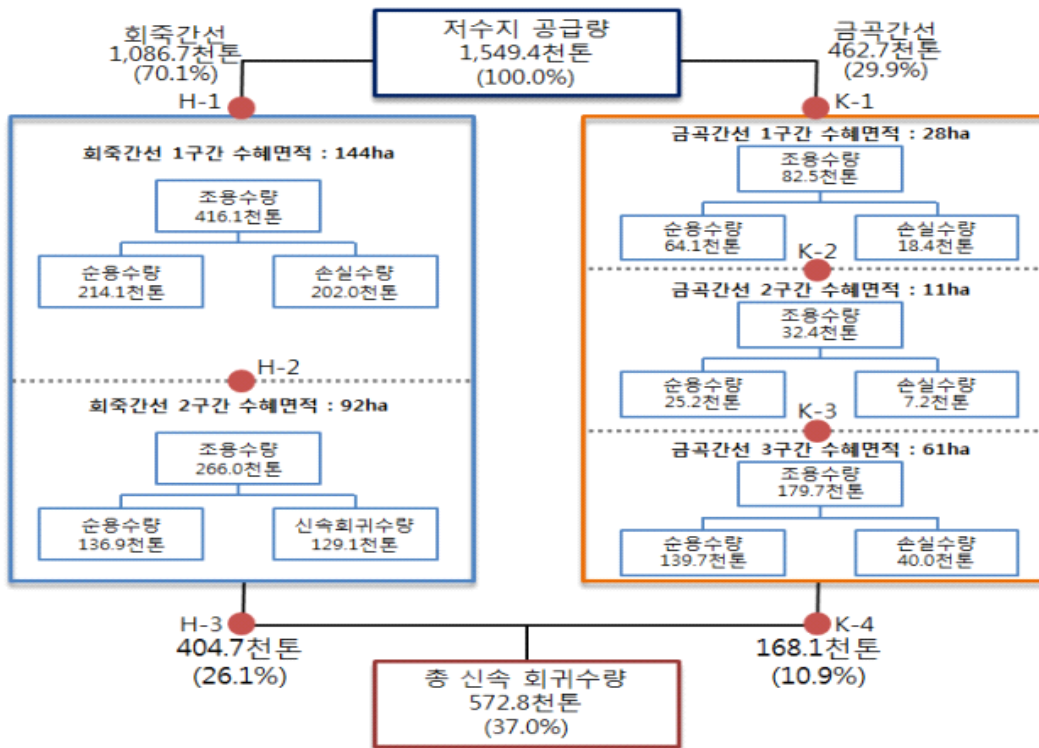 회죽간선
1,086.7천톤
(70.1%)
저수지 공급량
1,549.4천톤
(100.0%)
금곡간선
462.7천톤
(29.9%)
H-1
K-1
회죽간선 1구간 수혜면적 : 144ha
조용수량
416.1천톤
순용수량
214.1천톤
손실수량
202.0천톤
H-2
회죽간선 2구간 수혜면적 : 92ha
조용수량
266.0천톤
순용수량
136.9천톤
신속회귀수량
129.1천톤
금곡간선 1구간 수혜면적 : 28ha
조용수량
82.5천톤
순용수량
64.1천톤
손실수량
18.4천톤
K-2
금곡간선 2구간 수혜면적 : 11ha
조용수량
32.4천톤
순용수량
25.2천톤
손실수량
7.2천톤
K-3
금곡간선 3구간 수혜면적 : 61ha
조용수량
179.7천톤
순용수량
139.7천톤
손실수량
40.0천톤
H-3
404.7천톤
(26.1%)
K-4
168.1천톤
(10.9%)
총 신속 회귀수량
572.8천톤
(37.0%)